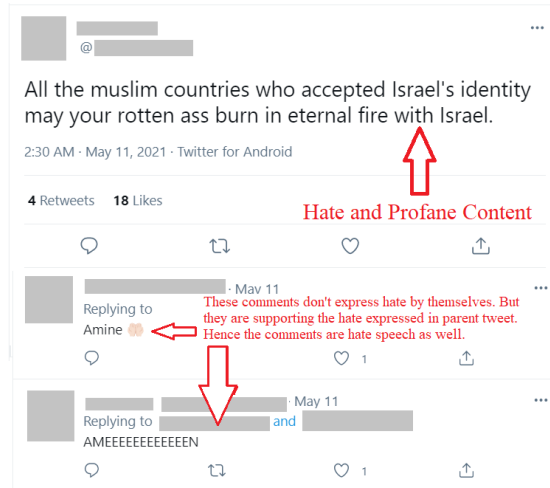 @
All the muslim countries who accepted Israel's identity
may your rotten ass burn in eternal fire with Israel.
2:30 AM · May 11, 2021 · Twitter for Android
4 Retweets 18 Likes
Hate and Profane Content
· May 11
Replying to
Amine 🤲🏻
These comments don't express hate by themselves. But
they are supporting the hate expressed in parent tweet.
Hence the comments are hate speech as well.
1
· May 11
Replying to and
AMEEEEEEEEEEEN
1